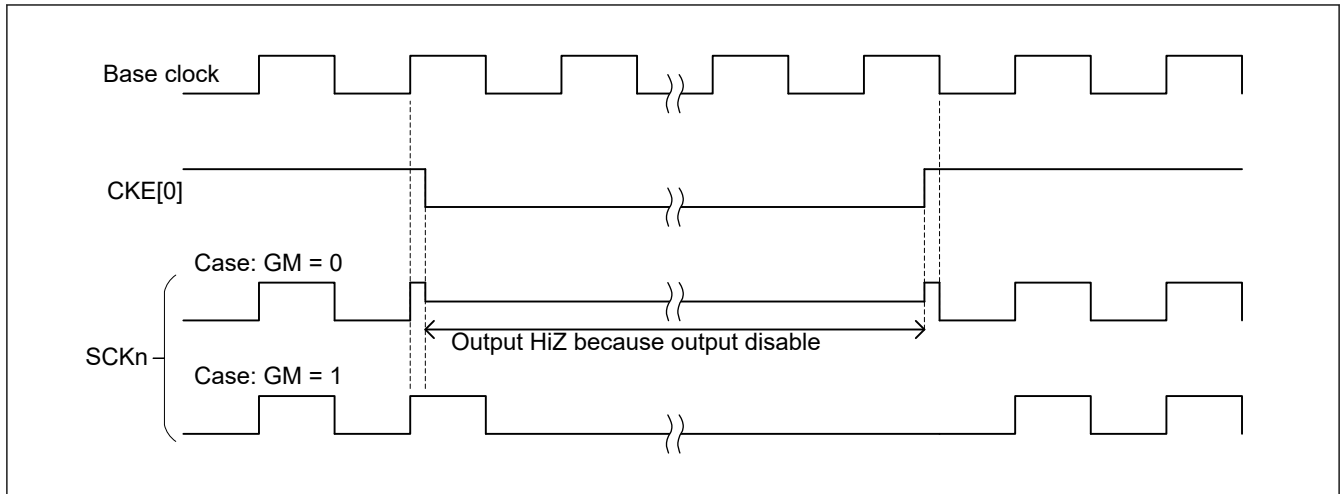 Base clock
CKE[0]
Case: GM = 0
Output HiZ because output disable
SCKn
Case: GM = 1